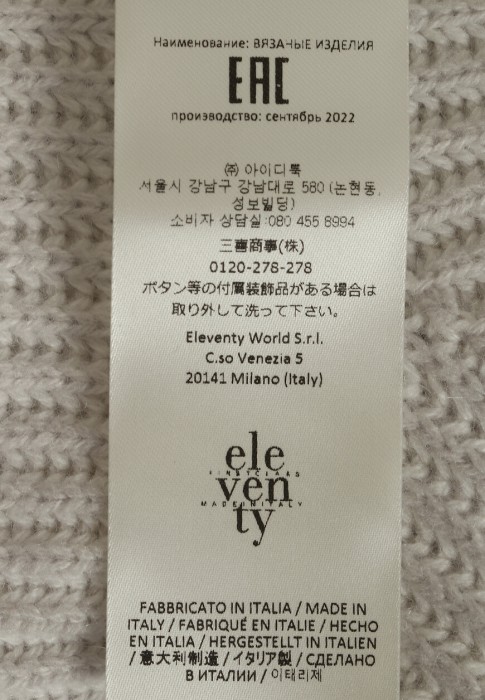 Наименование: ВЯЗАНЫЕ ИЗДЕЛИЯ
EAC
производство: сентябрь 2022
㈜ 아이디룩
서울시 강남구 강남대로 580 (논현동,
성보빌딩)
소비자 상담실:080 455 8994
三喜商事(株)
0120-278-278
ボタン等の付属装飾品がある場合は
取り外して洗って下さい。
Eleventy World S.r.l.
C.so Venezia 5
20141 Milano (Italy)
ele
FINSTCLASS
ven
MADEINITALY
ty
FABBRICATO IN ITALIA / MADE IN
ITALY / FABRIQUÉ EN ITALIE / HECHO
EN ITALIA / HERGESTELLT IN ITALIEN
/ 意大利制造 / イタリア製 / СДЕЛАНО
В ИТАЛИИ / 이태리제